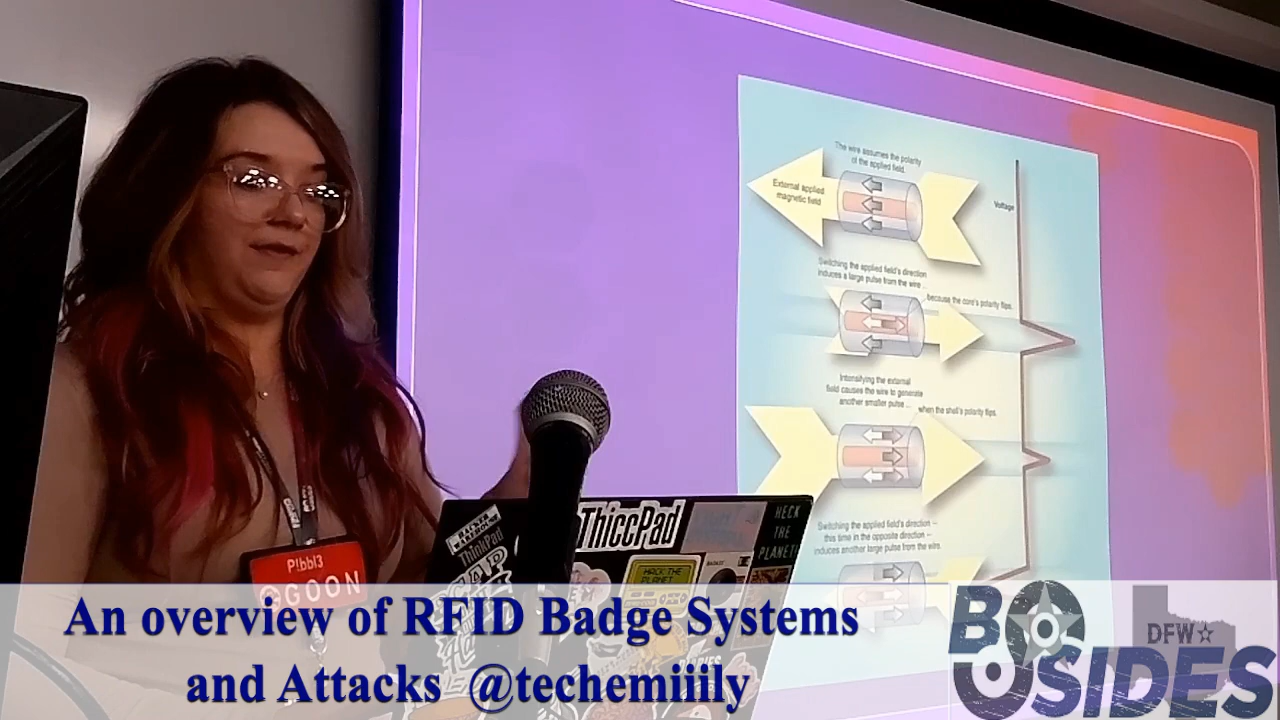 The wire assumes the polarity
of the applied field.
External applied
magnetic field
Voltage
Switching the applied field's direction
induces a large pulse from the wire ...
because the core's polarity flips.
Intensifying the external
field causes the wire to generate
another smaller pulse ...
when the shell's polarity flips.
Switching the applied field's direction –
this time in the opposite direction –
induces another large pulse from the wire.
ThiccPad
HECK
THE
PLANET!
ThinkPad
HACK THE
PLANET
P!bbl3
GOON
An overview of RFID Badge Systems
and Attacks @techemiiily
BSIDES
DFW